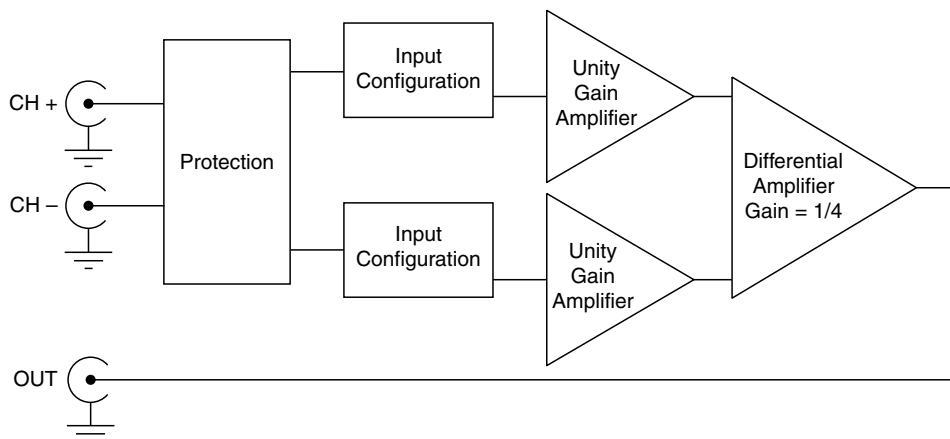 CH +
CH –
OUT
Protection
Input
Configuration
Input
Configuration
Unity
Gain
Amplifier
Unity
Gain
Amplifier
Differential
Amplifier
Gain = 1/4